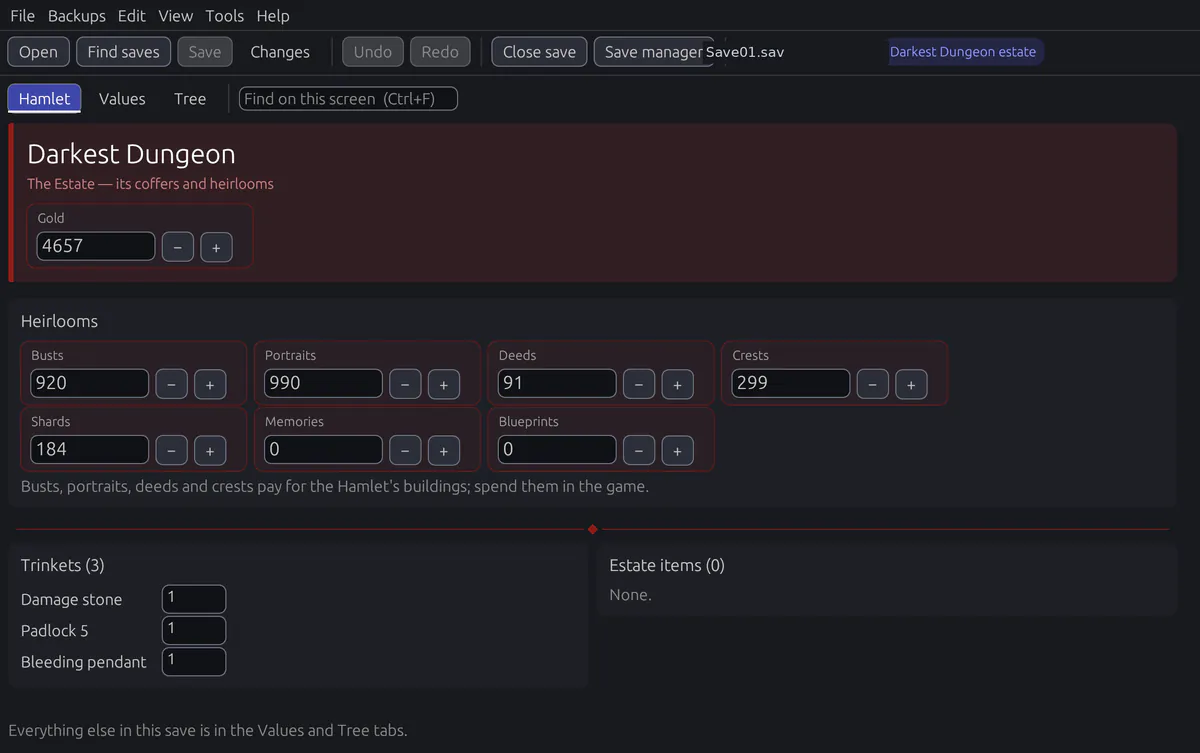 File Backups Edit View Tools Help
Open Find saves Save Changes Undo Redo Close save Save manager Save01.sav Darkest Dungeon estate
Hamlet Values Tree Find on this screen (Ctrl+F)
Darkest Dungeon
The Estate — its coffers and heirlooms
Gold
4657 − +
Heirlooms
Busts Portraits Deeds Crests
920 − + 990 − + 91 − + 299 − +
Shards Memories Blueprints
184 − + 0 − + 0 − +
Busts, portraits, deeds and crests pay for the Hamlet's buildings; spend them in the game.
Trinkets (3)
Damage stone 1
Padlock 5 1
Bleeding pendant 1
Estate items (0)
None.
Everything else in this save is in the Values and Tree tabs.